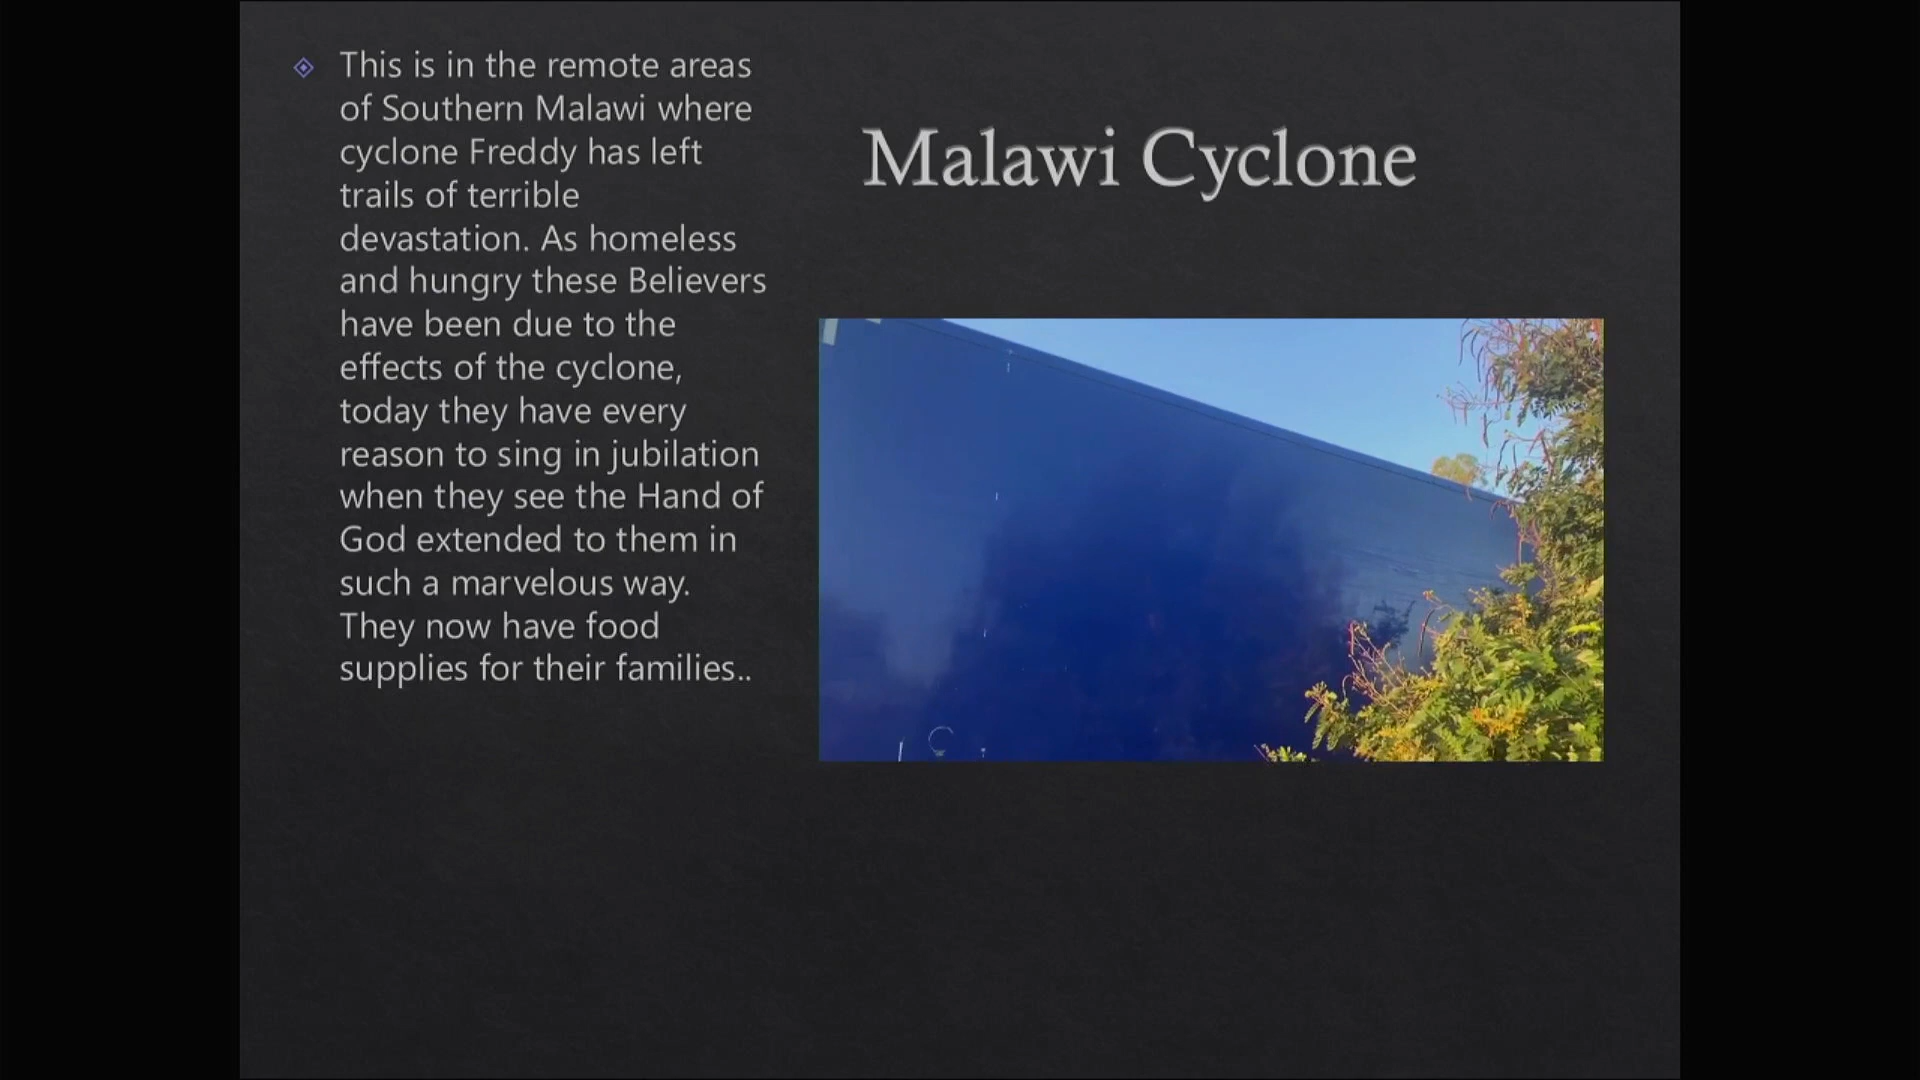 This is in the remote areas
of Southern Malawi where
cyclone Freddy has left
trails of terrible
devastation. As homeless
and hungry these Believers
have been due to the
effects of the cyclone,
today they have every
reason to sing in jubilation
when they see the Hand of
God extended to them in
such a marvelous way.
They now have food
supplies for their families..
Malawi Cyclone